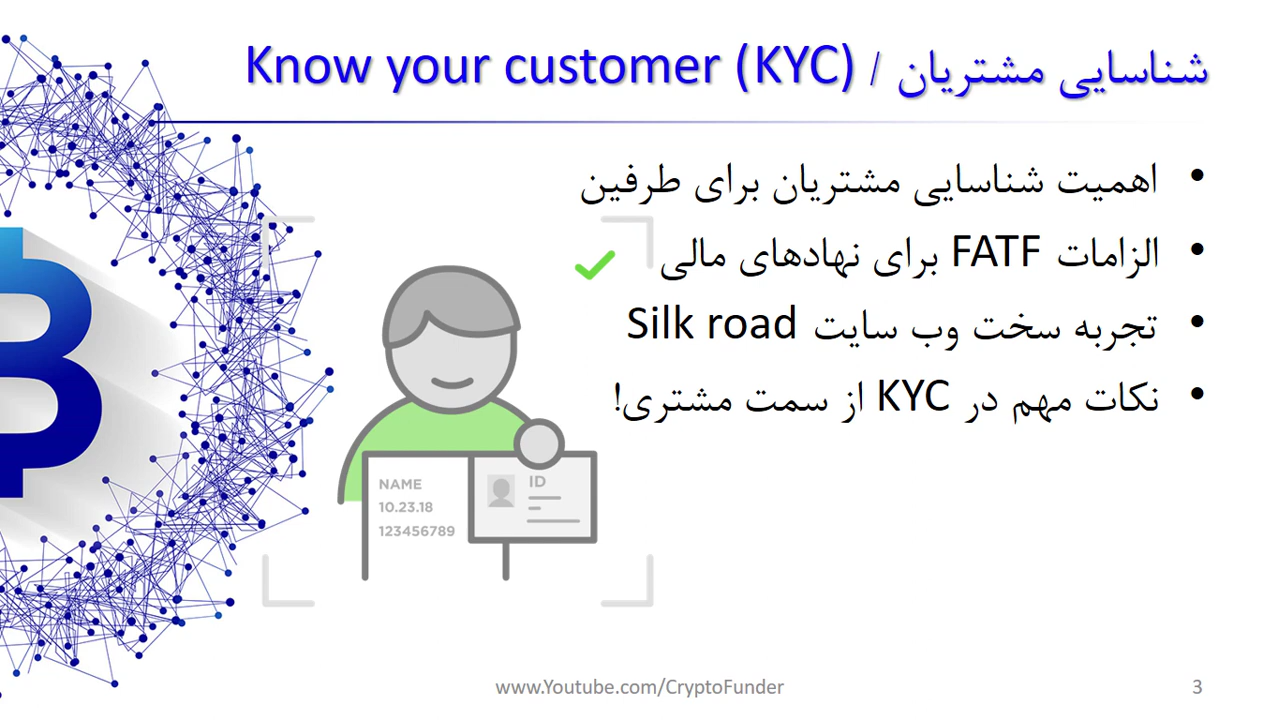 شناسایی مشتریان / Know your customer (KYC)
• اهمیت شناسایی مشتریان برای طرفین
• الزامات FATF برای نهادهای مالی
• تجربه سخت وب سایت Silk road
• نکات مهم در KYC از سمت مشتری!
NAME
10.23.18
123456789
ID
www.Youtube.com/CryptoFunder
3